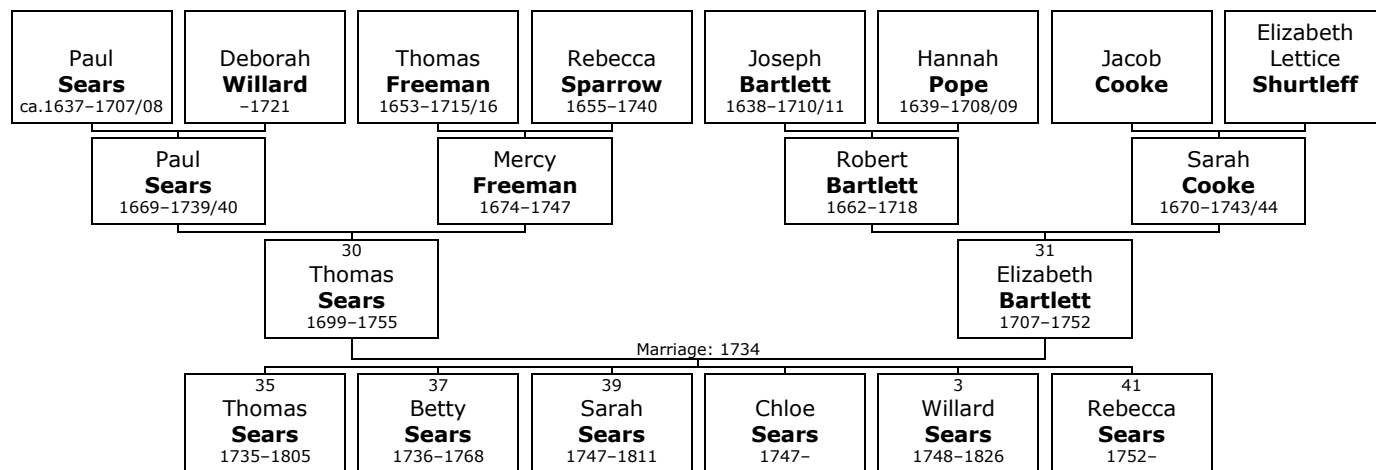 Paul
Sears
ca.1637–1707/08
Deborah
Willard
–1721
Thomas
Freeman
1653–1715/16
Rebecca
Sparrow
1655–1740
Joseph
Bartlett
1638–1710/11
Hannah
Pope
1639–1708/09
Jacob
Cooke
Elizabeth
Lettice
Shurtleff
Paul
Sears
1669–1739/40
Mercy
Freeman
1674–1747
Robert
Bartlett
1662–1718
Sarah
Cooke
1670–1743/44
30
Thomas
Sears
1699–1755
31
Elizabeth
Bartlett
1707–1752
Marriage: 1734
35
Thomas
Sears
1735–1805
37
Betty
Sears
1736–1768
39
Sarah
Sears
1747–1811
Chloe
Sears
1747–
3
Willard
Sears
1748–1826
41
Rebecca
Sears
1752–